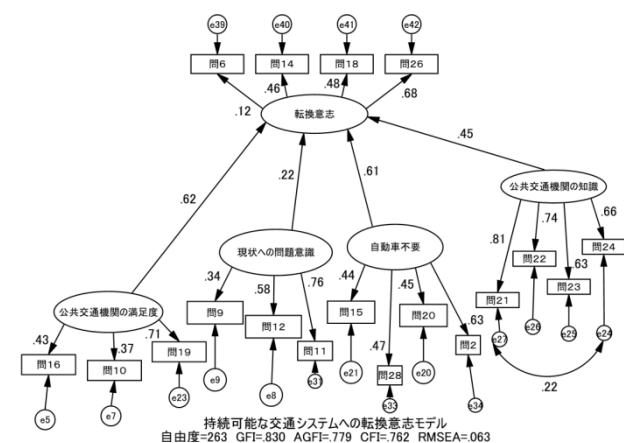 e39 e40 e41 e42
問6 問14 問18 問26
.12 .46 .48 .68
転換意志
.45
.62 .22 .61
公共交通機関の知識
.81 .74 .63 .66
現状への問題意識 自動車不要
問24
問22
問23
問21
.34 .58 .76 .44 .47 .45 .63
問9 問12 問11 問15 問28 問20 問2
公共交通機関の満足度
.43 .37 .71
問16 問10 問19
e27 e26 e25 e24
.22
e5 e7 e23 e9 e8 e31 e21 e33 e20 e34
持続可能な交通システムへの転換意志モデル
自由度=263 GFI=.830 AGFI=.779 CFI=.762 RMSEA=.063